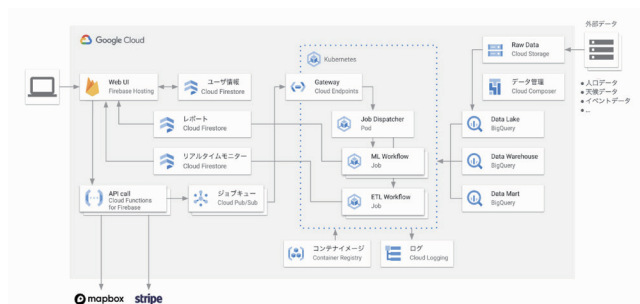 外部データ
Google Cloud
Kubernetes
Raw Data
Cloud Storage
Web UI
Firebase Hosting
ユーザ情報
Cloud Firestore
Gateway
Cloud Endpoints
データ管理
Cloud Composer
● 人口データ
● 天候データ
● イベントデータ
● ...
レポート
Cloud Firestore
Job Dispatcher
Pod
Data Lake
BigQuery
リアルタイムモニター
Cloud Firestore
ML Workflow
Job
Data Warehouse
BigQuery
API call
Cloud Functions
for Firebase
ジョブキュー
Cloud Pub/Sub
ETL Workflow
Job
Data Mart
BigQuery
コンテナイメージ
Container Registry
ログ
Cloud Logging
mapbox
stripe